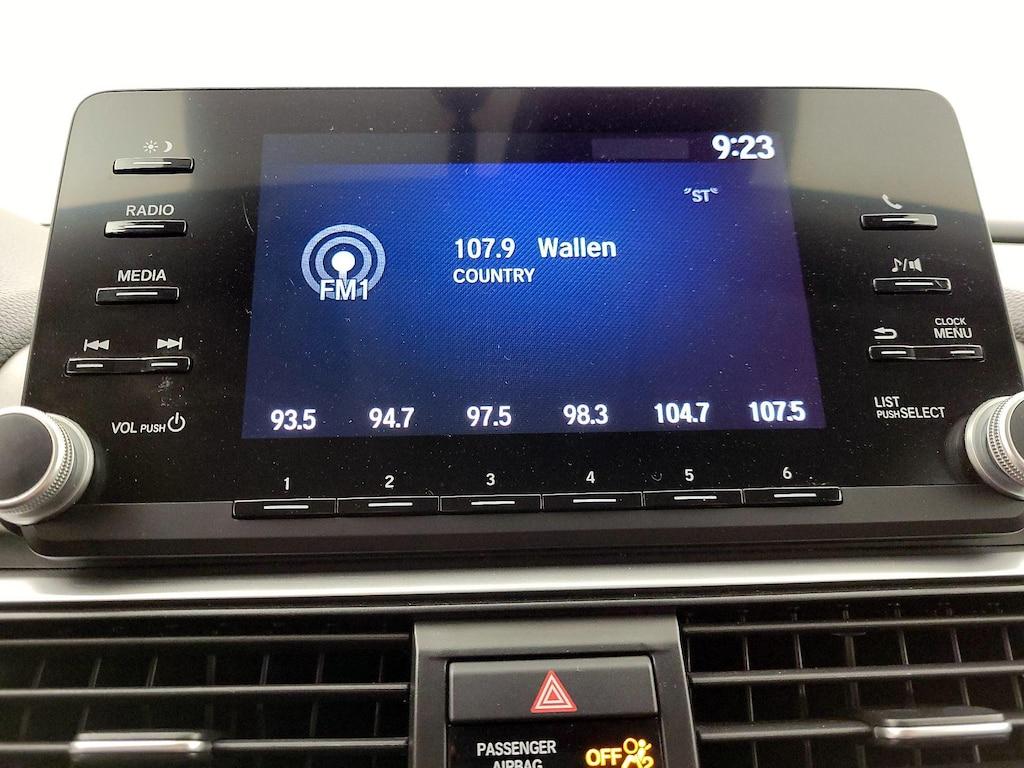 9:23
RADIO
"ST"
107.9 Wallen
MEDIA
COUNTRY
FM1
CLOCK
MENU
LIST
PUSH SELECT
VOL PUSH
93.5 94.7 97.5 98.3 104.7 107.5
1 2 3 4 5 6
PASSENGER
AIRBAG
OFF